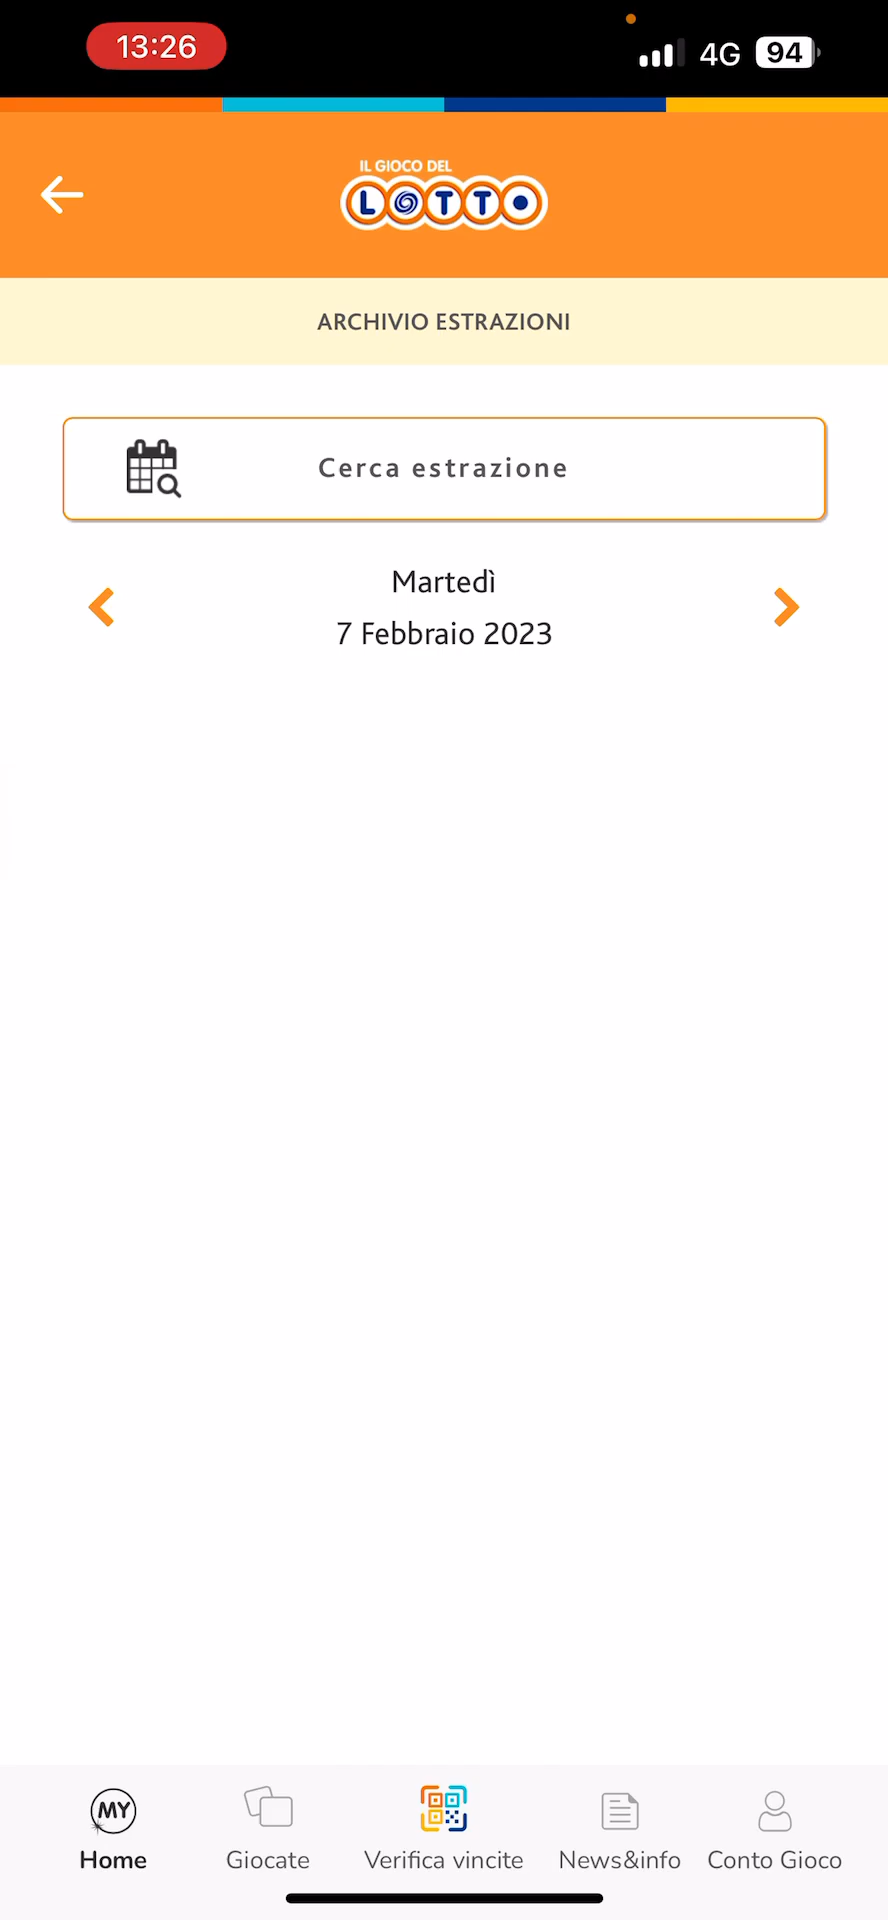 13:26
4G
94
IL GIOCO DEL
LOTTO
ARCHIVIO ESTRAZIONI
Cerca estrazione
Martedì
7 Febbraio 2023
MY
Home
Giocate
Verifica vincite
News&info
Conto Gioco